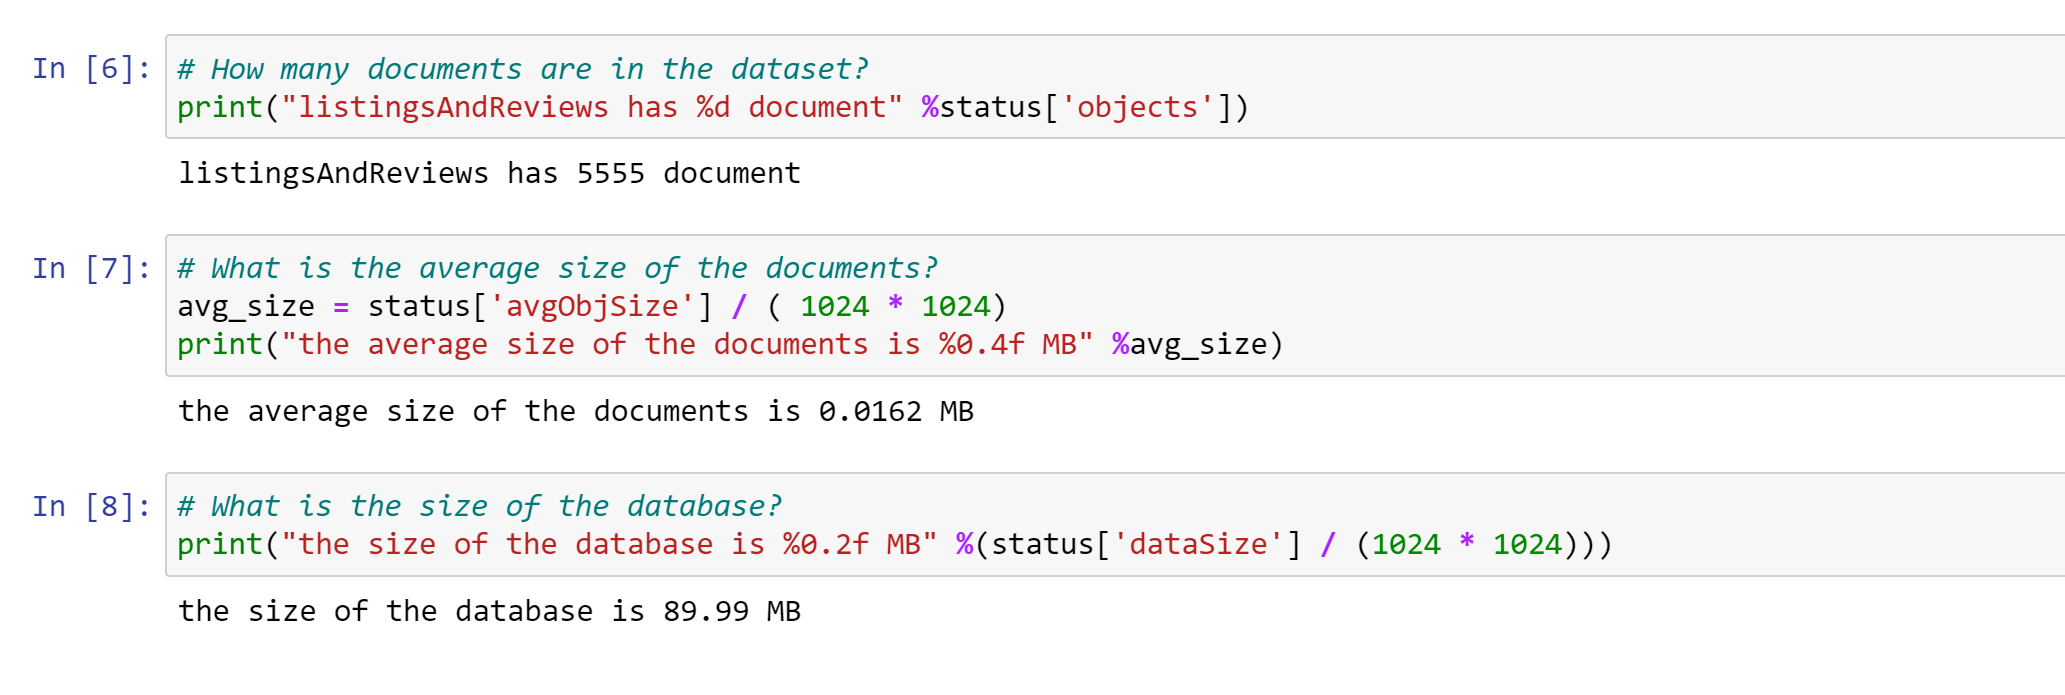 In [6]: # How many documents are in the dataset?
print("listingsAndReviews has %d document" %status['objects'])
listingsAndReviews has 5555 document
In [7]: # What is the average size of the documents?
avg_size = status['avgObjSize'] / ( 1024 * 1024)
print("the average size of the documents is %0.4f MB" %avg_size)
the average size of the documents is 0.0162 MB
In [8]: # What is the size of the database?
print("the size of the database is %0.2f MB" %(status['dataSize'] / (1024 * 1024)))
the size of the database is 89.99 MB